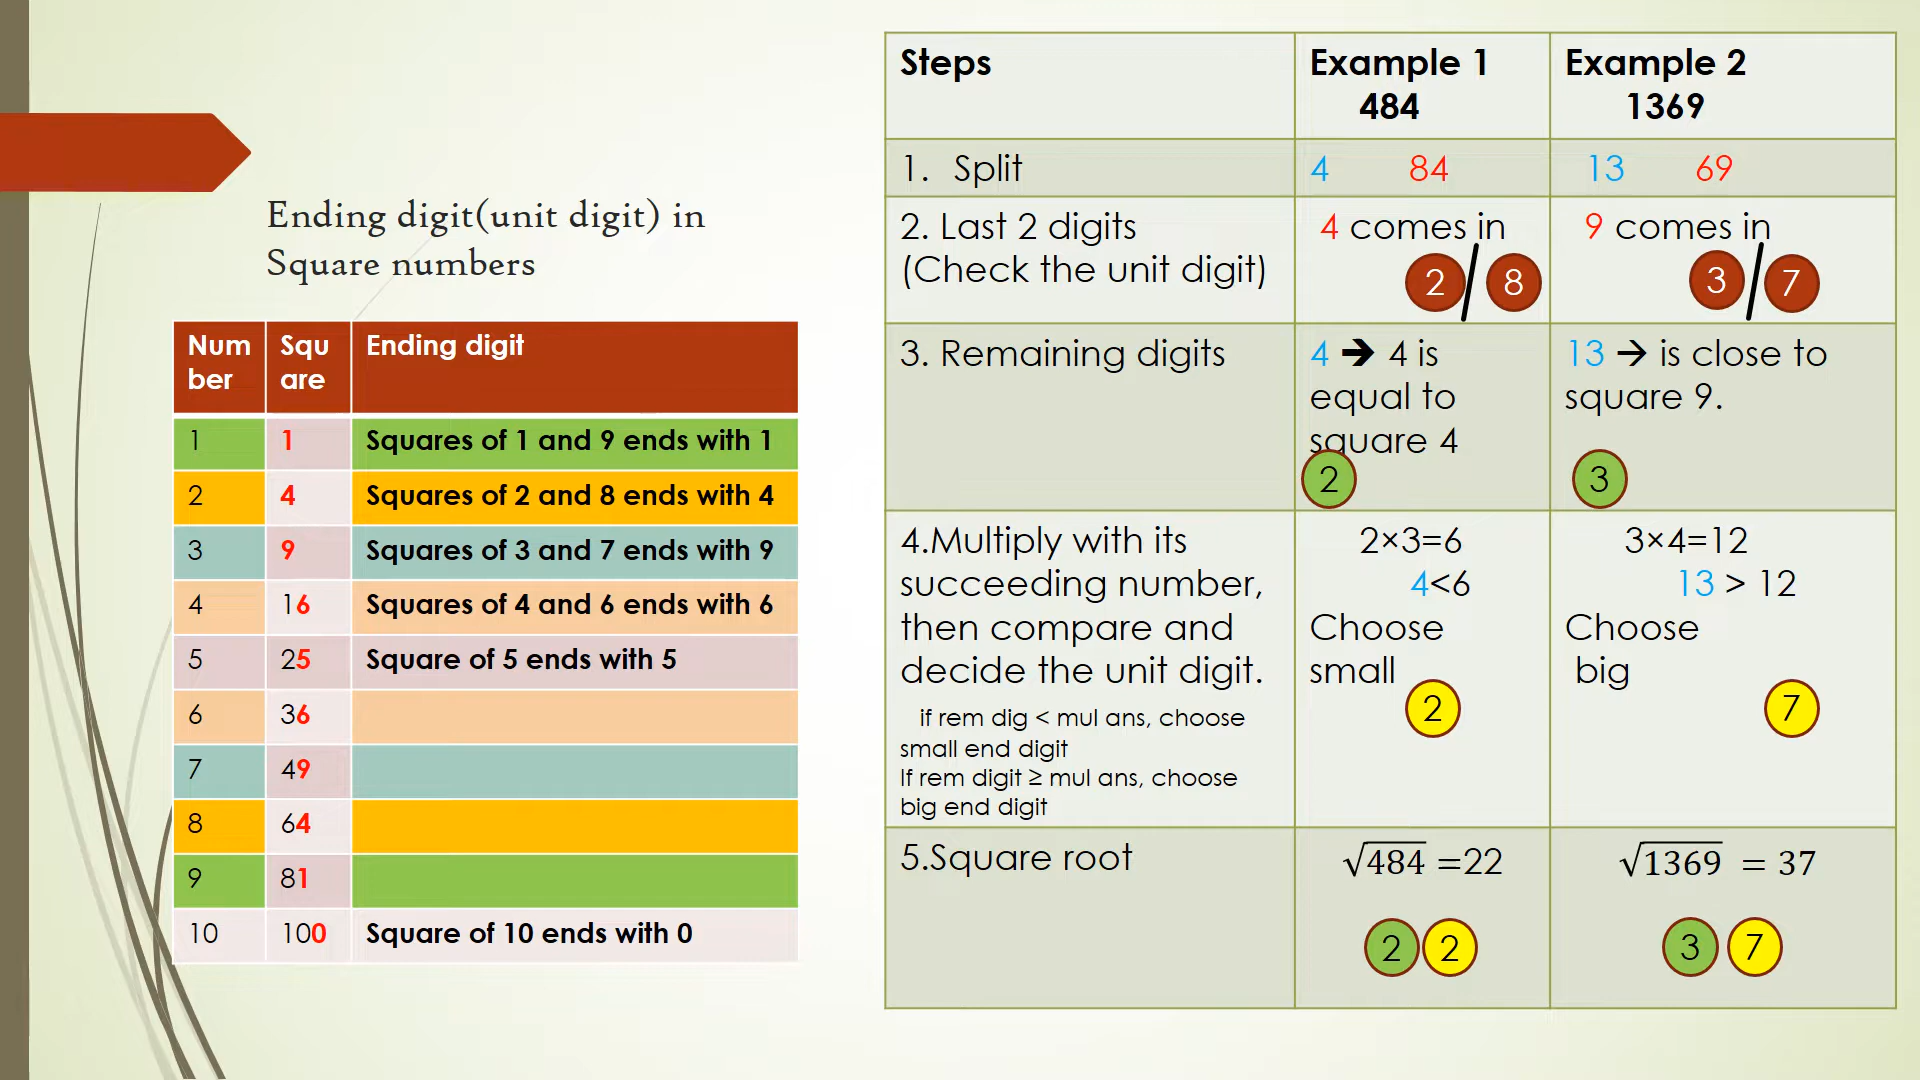 Ending digit(unit digit) in
Square numbers
Num
ber
Squ
are
Ending digit
1 1 Squares of 1 and 9 ends with 1
2 4 Squares of 2 and 8 ends with 4
3 9 Squares of 3 and 7 ends with 9
4 16 Squares of 4 and 6 ends with 6
5 25 Square of 5 ends with 5
6 36
7 49
8 64
9 81
10 100 Square of 10 ends with 0
Steps
Example 1
484
Example 2
1369
1. Split
4 84
13 69
2. Last 2 digits
(Check the unit digit)
4 comes in
2 / 8
9 comes in
3 / 7
3. Remaining digits
4 🡺 4 is
equal to
square 4
2
13 → is close to
square 9.
3
4.Multiply with its
succeeding number,
then compare and
decide the unit digit.
if rem dig < mul ans, choose
small end digit
If rem digit ≥ mul ans, choose
big end digit
2×3=6
4<6
Choose
small
2
3×4=12
13 > 12
Choose
big
7
5.Square root
√484 =22
2 2
√1369 = 37
3 7